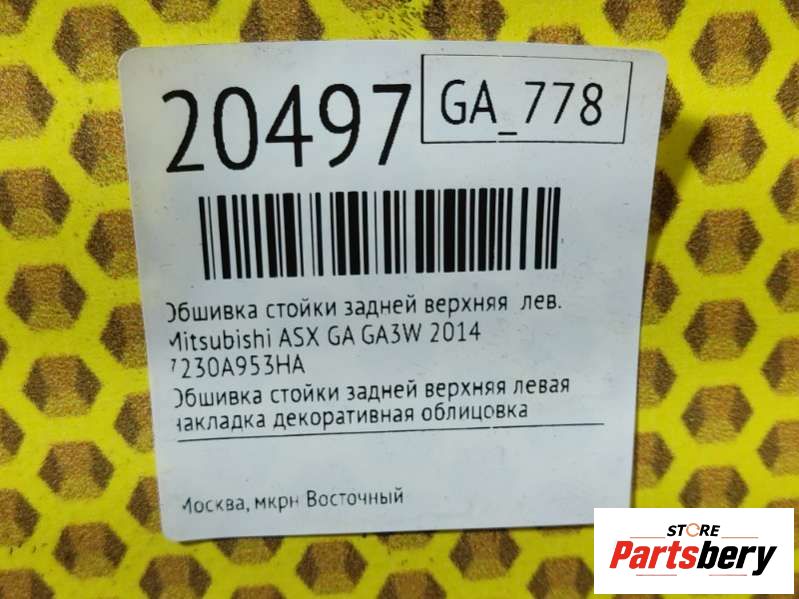 20497
GA_778
Обшивка стойки задней верхняя лев.
Mitsubishi ASX GA GA3W 2014
7230A953HA
Обшивка стойки задней верхняя левая
накладка декоративная облицовка
Москва, мкрн Восточный
STORE
Partsbery